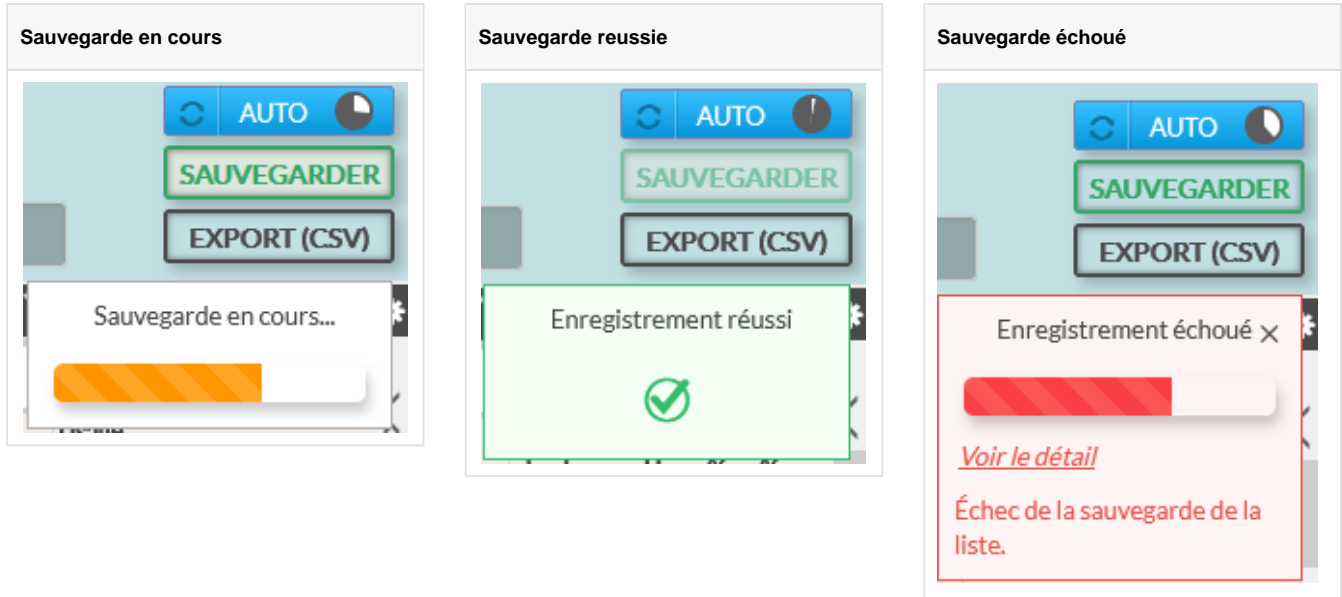 Sauvegarde en cours
AUTO
SAUVEGARDER
EXPORT (CSV)
Sauvegarde en cours...
Sauvegarde reussie
AUTO
SAUVEGARDER
EXPORT (CSV)
Enregistrement réussi
Sauvegarde échoué
AUTO
SAUVEGARDER
EXPORT (CSV)
Enregistrement échoué ×
Voir le détail
Échec de la sauvegarde de la
liste.